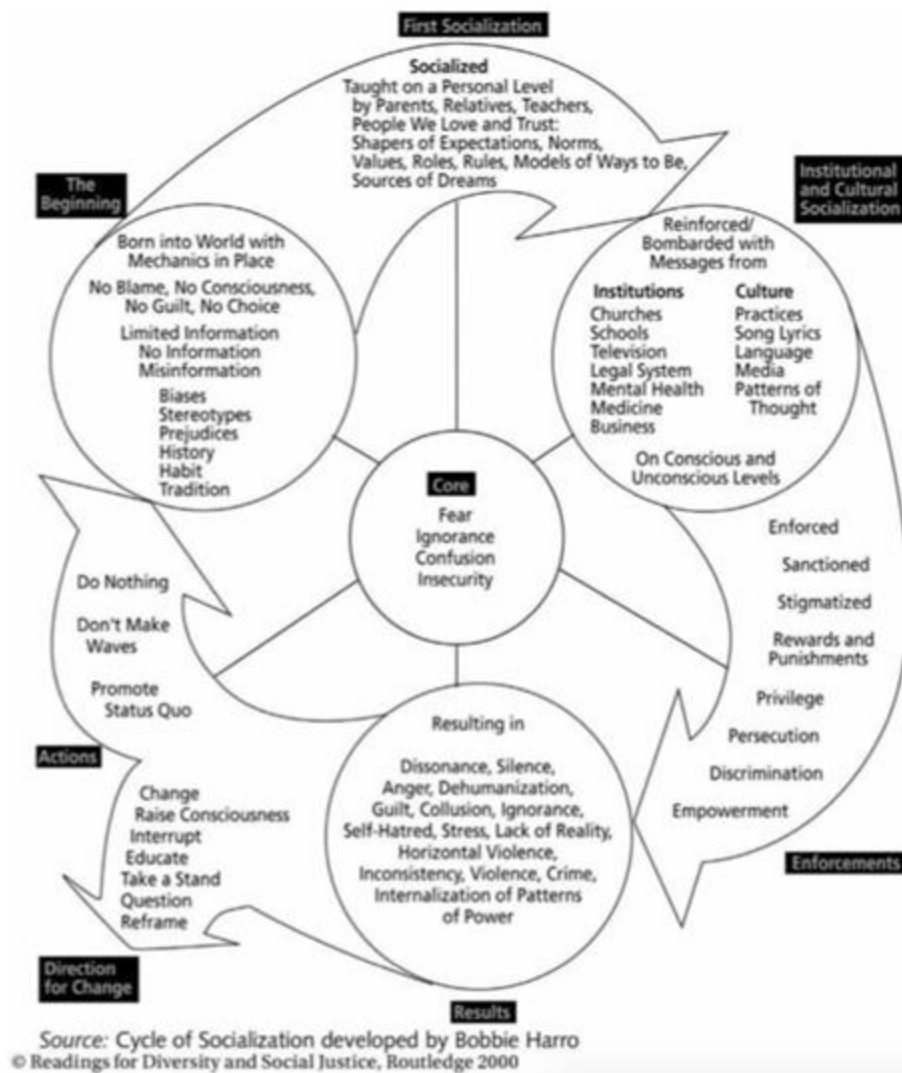 First Socialization
Socialized
Taught on a Personal Level
by Parents, Relatives, Teachers,
People We Love and Trust:
Shapers of Expectations, Norms,
Values, Roles, Rules, Models of Ways to Be,
Sources of Dreams
The
Beginning
Born into World with
Mechanics in Place
No Blame, No Consciousness,
No Guilt, No Choice
Limited Information
No Information
Misinformation
Biases
Stereotypes
Prejudices
History
Habit
Tradition
Institutional
and Cultural
Socialization
Reinforced/
Bombarded with
Messages from
Institutions
Churches
Schools
Television
Legal System
Mental Health
Medicine
Business
Culture
Practices
Song Lyrics
Language
Media
Patterns of
Thought
On Conscious and
Unconscious Levels
Core
Fear
Ignorance
Confusion
Insecurity
Enforced
Sanctioned
Stigmatized
Rewards and
Punishments
Privilege
Persecution
Discrimination
Empowerment
Enforcements
Resulting in
Dissonance, Silence,
Anger, Dehumanization,
Guilt, Collusion, Ignorance,
Self-Hatred, Stress, Lack of Reality,
Horizontal Violence,
Inconsistency, Violence, Crime,
Internalization of Patterns
of Power
Results
Do Nothing
Don't Make
Waves
Promote
Status Quo
Actions
Change
Raise Consciousness
Interrupt
Educate
Take a Stand
Question
Reframe
Direction
for Change
Source: Cycle of Socialization developed by Bobbie Harro
© Readings for Diversity and Social Justice, Routledge 2000